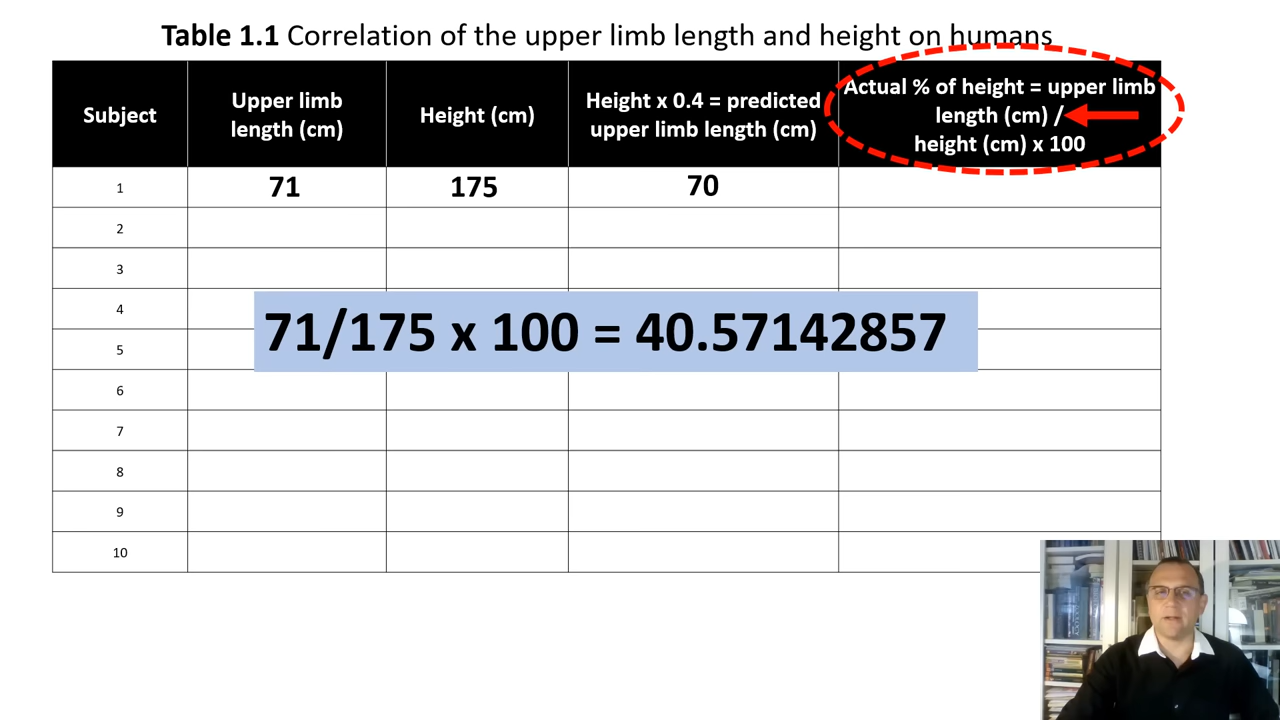 Table 1.1 Correlation of the upper limb length and height on humans
Subject
Upper limb
length (cm)
Height (cm)
Height x 0.4 = predicted
upper limb length (cm)
Actual % of height = upper limb
length (cm) /
height (cm) x 100
1 71 175 70
2
3
4
71/175 x 100 = 40.57142857
5
6
7
8
9
10